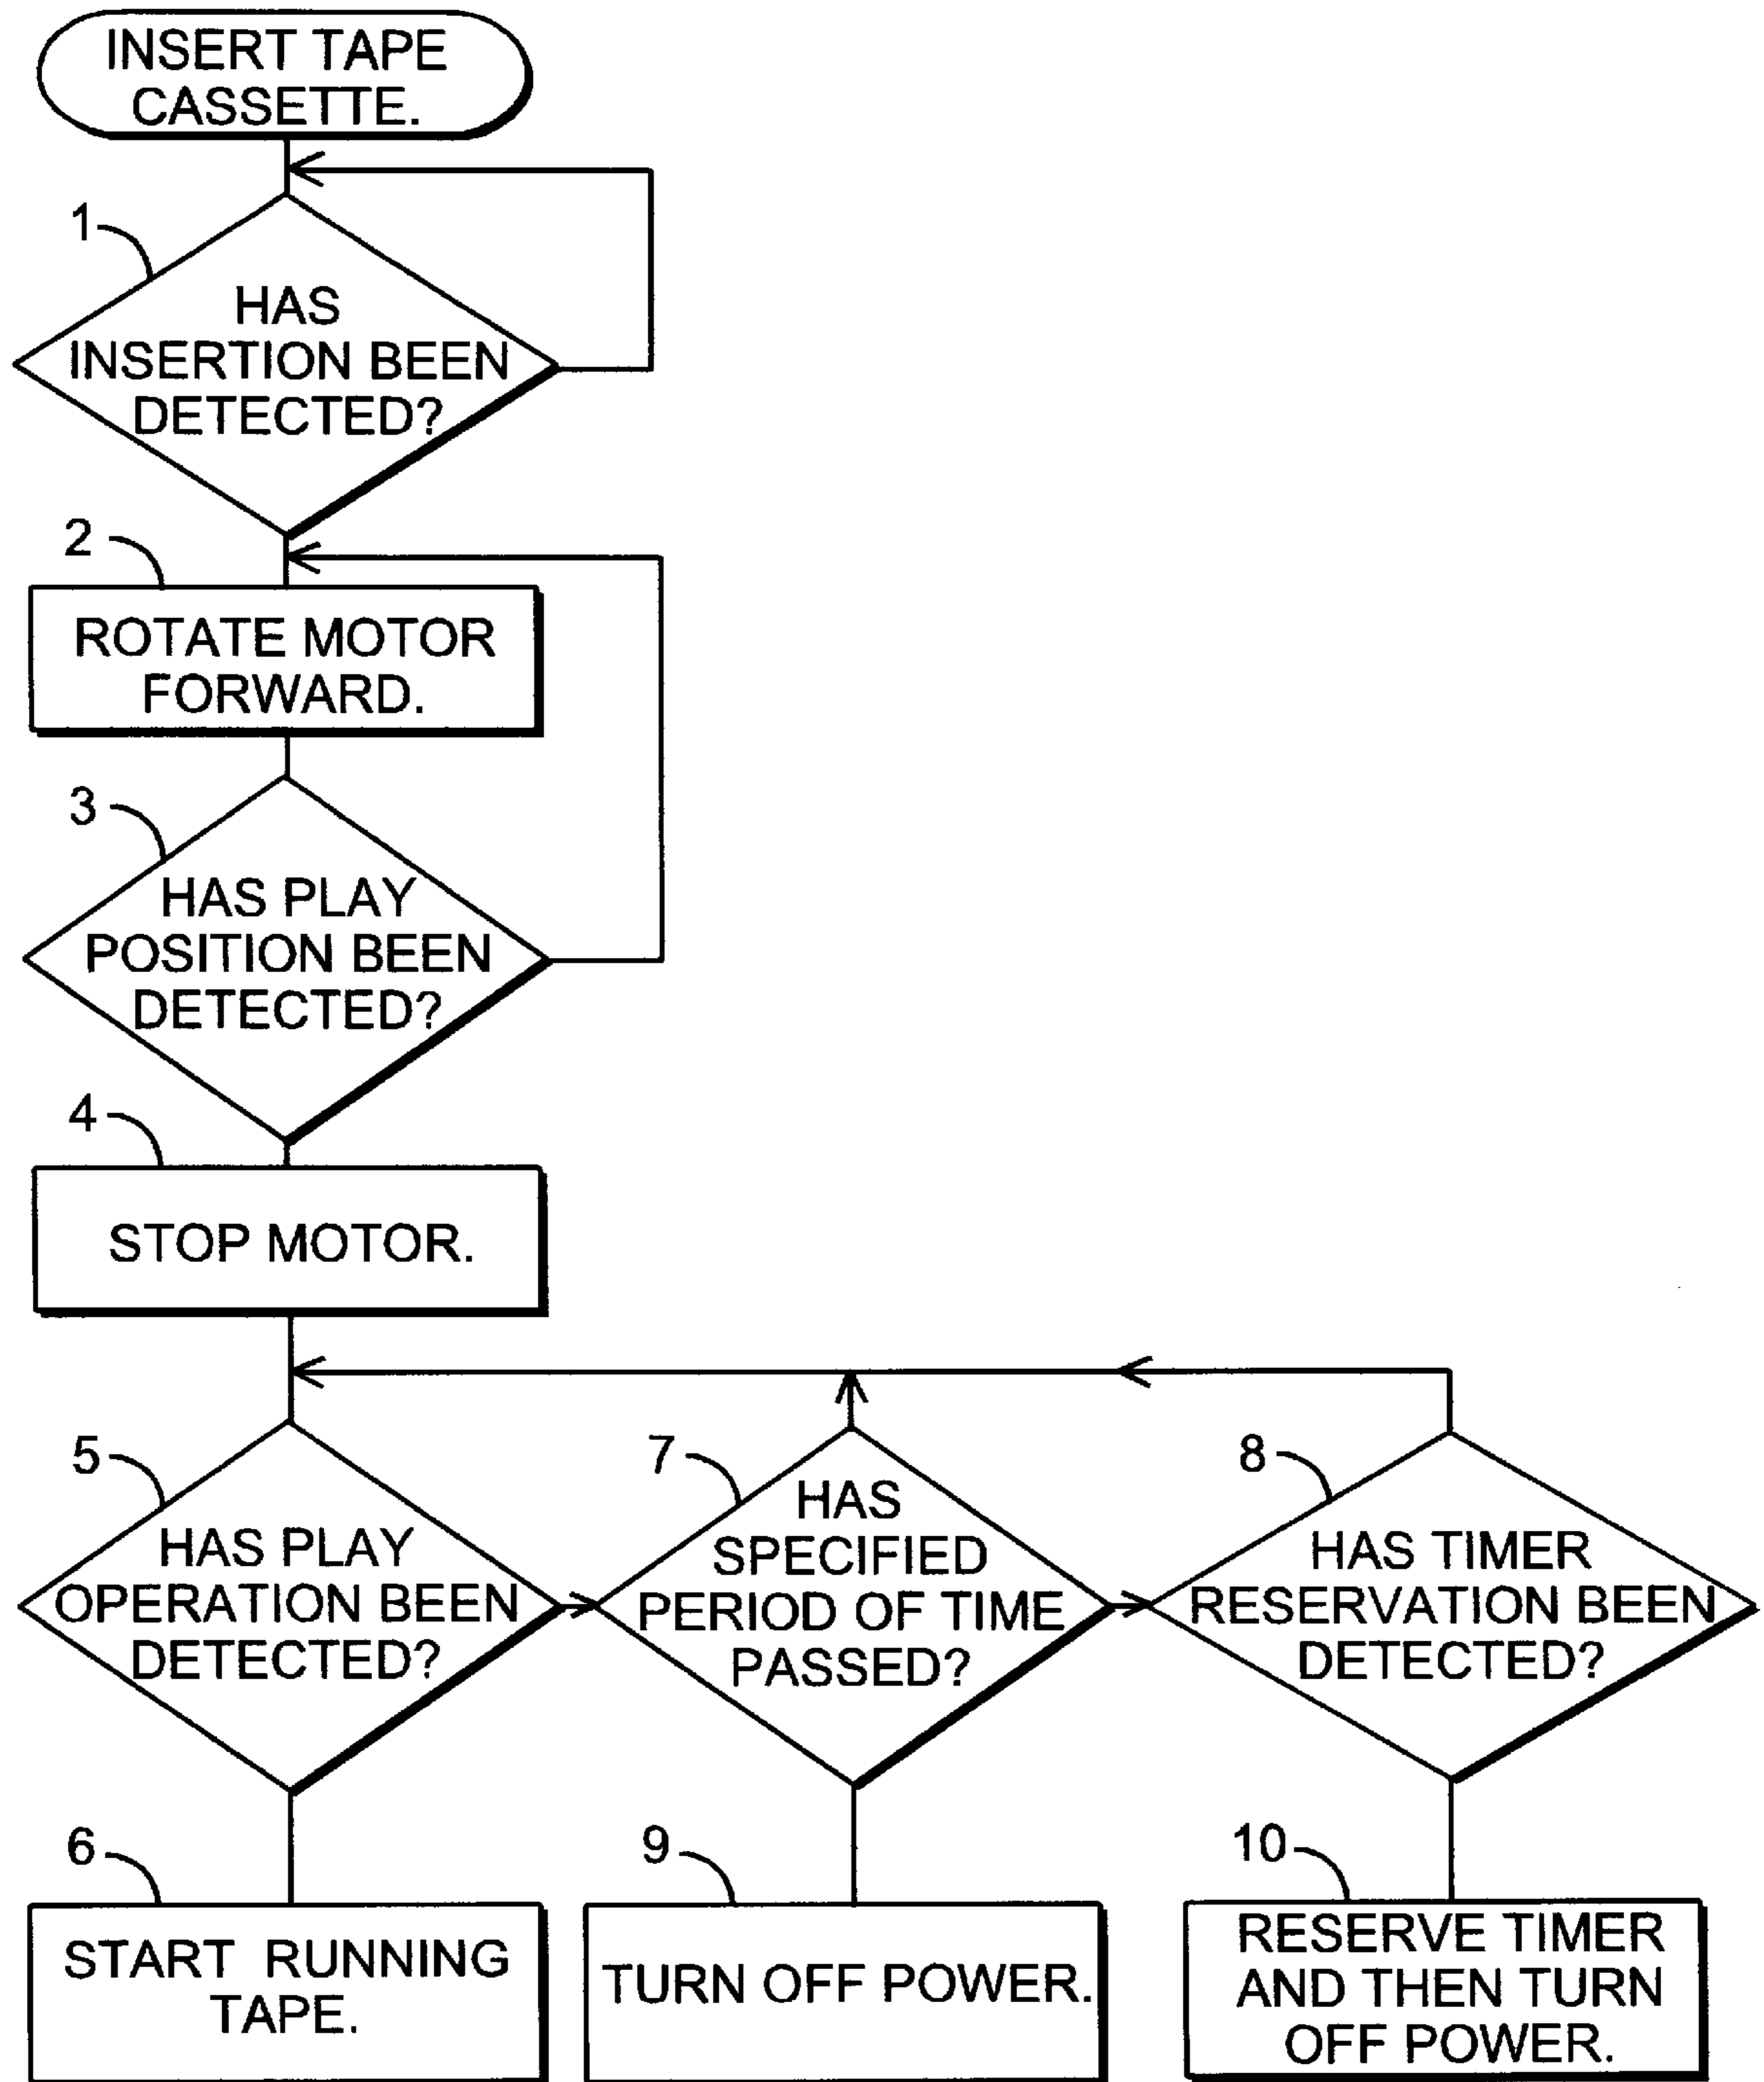 INSERT TAPE
CASSETTE.
1
HAS
INSERTION BEEN
DETECTED?
2
ROTATE MOTOR
FORWARD.
3
HAS PLAY
POSITION BEEN
DETECTED?
4
STOP MOTOR.
5
HAS PLAY
OPERATION BEEN
DETECTED?
7
HAS
SPECIFIED
PERIOD OF TIME
PASSED?
8
HAS TIMER
RESERVATION BEEN
DETECTED?
6
START RUNNING
TAPE.
9
TURN OFF POWER.
10
RESERVE TIMER
AND THEN TURN
OFF POWER.